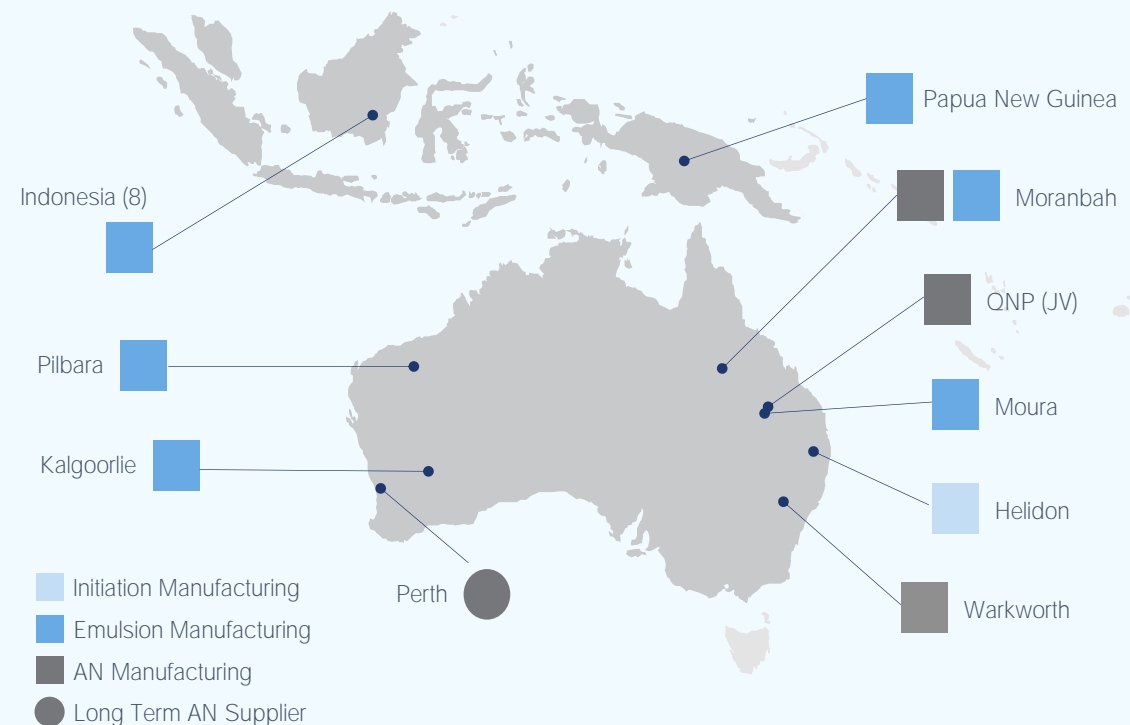 Papua New Guinea
Indonesia (8)
Moranbah
QNP (JV)
Pilbara
Moura
Kalgoorlie
Helidon
Perth
Warkworth
Initiation Manufacturing
Emulsion Manufacturing
AN Manufacturing
Long Term AN Supplier